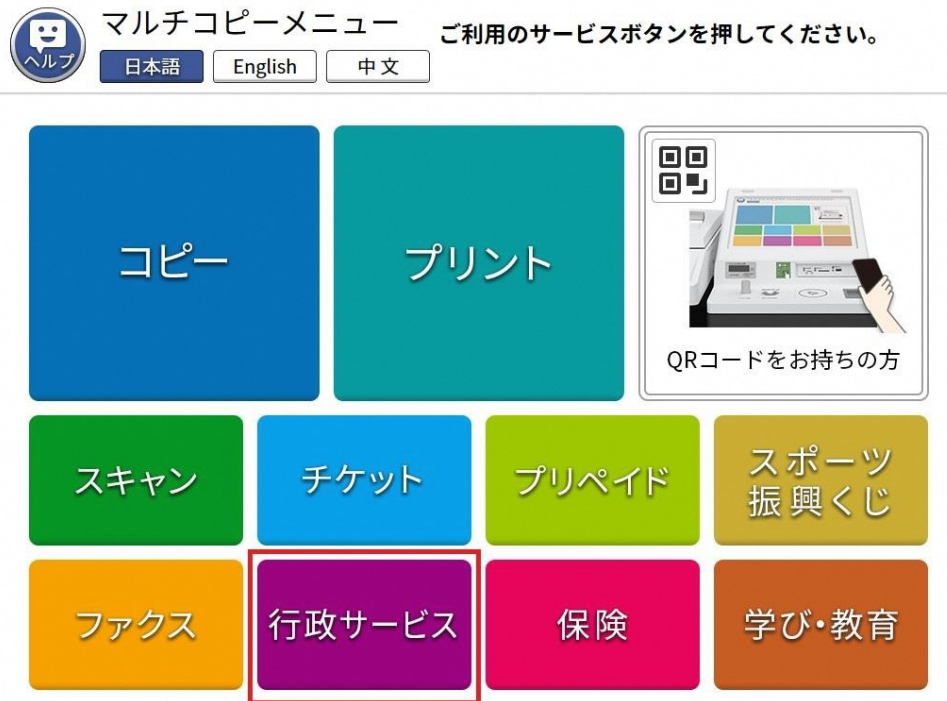 マルチコピーメニュー
ご利用のサービスボタンを押してください。
ヘルプ
日本語
English
中文
コピー
プリント
QRコードをお持ちの方
スキャン
チケット
プリペイド
スポーツ
振興くじ
ファクス
行政サービス
保険
学び・教育